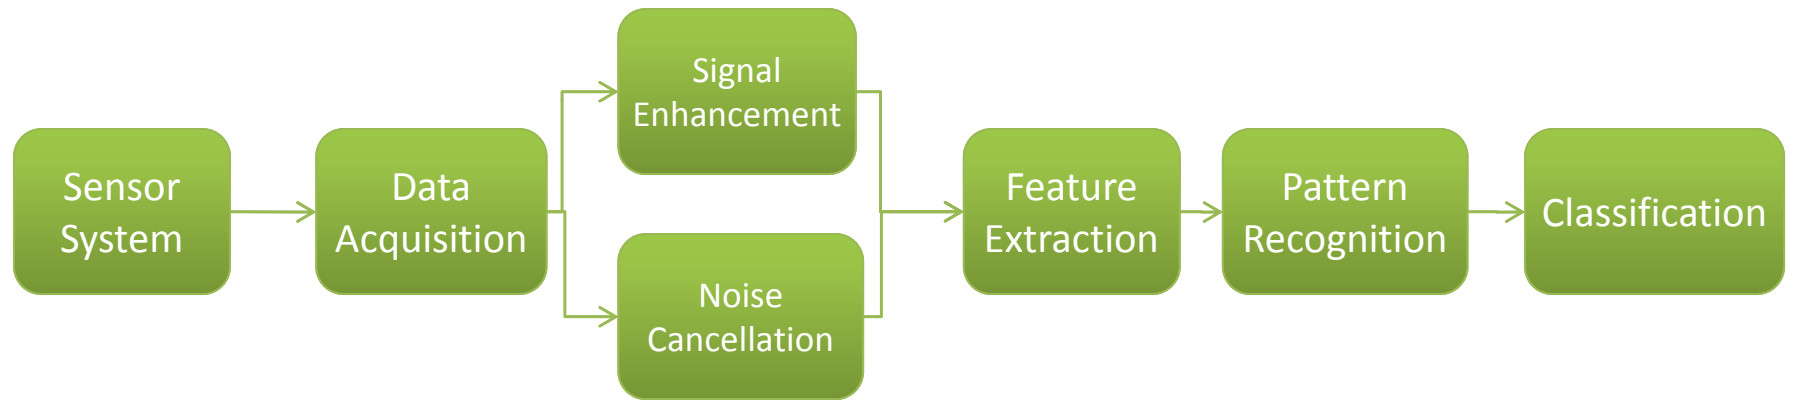 Sensor
System
Data
Acquisition
Signal
Enhancement
Noise
Cancellation
Feature
Extraction
Pattern
Recognition
Classification